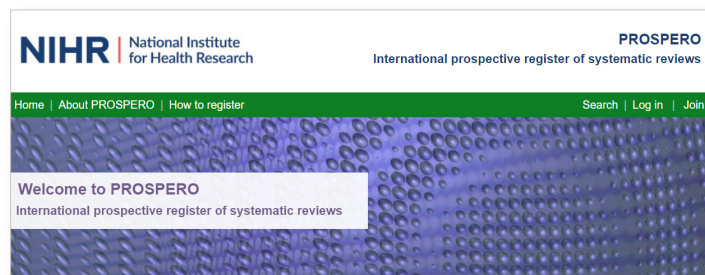 NIHR | National Institute
for Health Research
PROSPERO
International prospective register of systematic reviews
Home | About PROSPERO | How to register
Search | Log in | Join
Welcome to PROSPERO
International prospective register of systematic reviews